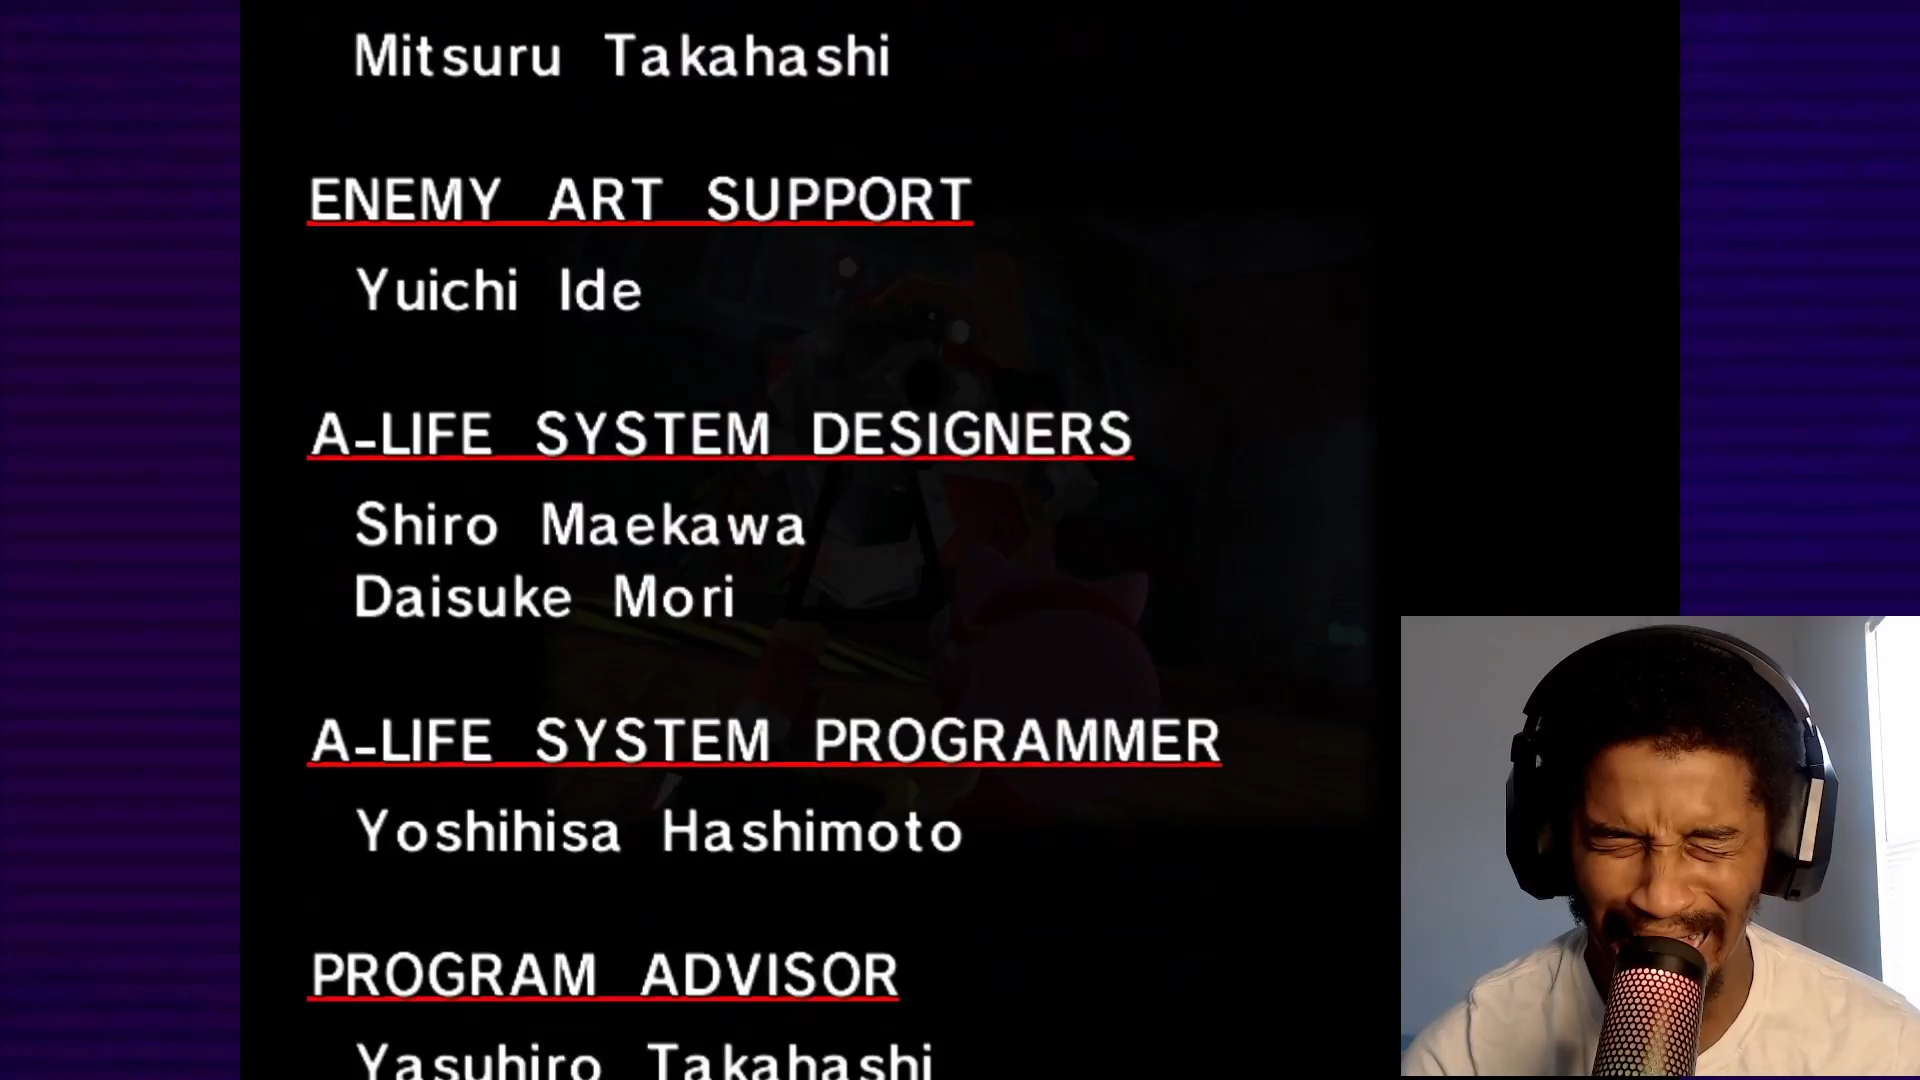 Mitsuru Takahashi
ENEMY ART SUPPORT
Yuichi Ide
A-LIFE SYSTEM DESIGNERS
Shiro Maekawa
Daisuke Mori
A-LIFE SYSTEM PROGRAMMER
Yoshihisa Hashimoto
PROGRAM ADVISOR
Yasuhiro Takahashi